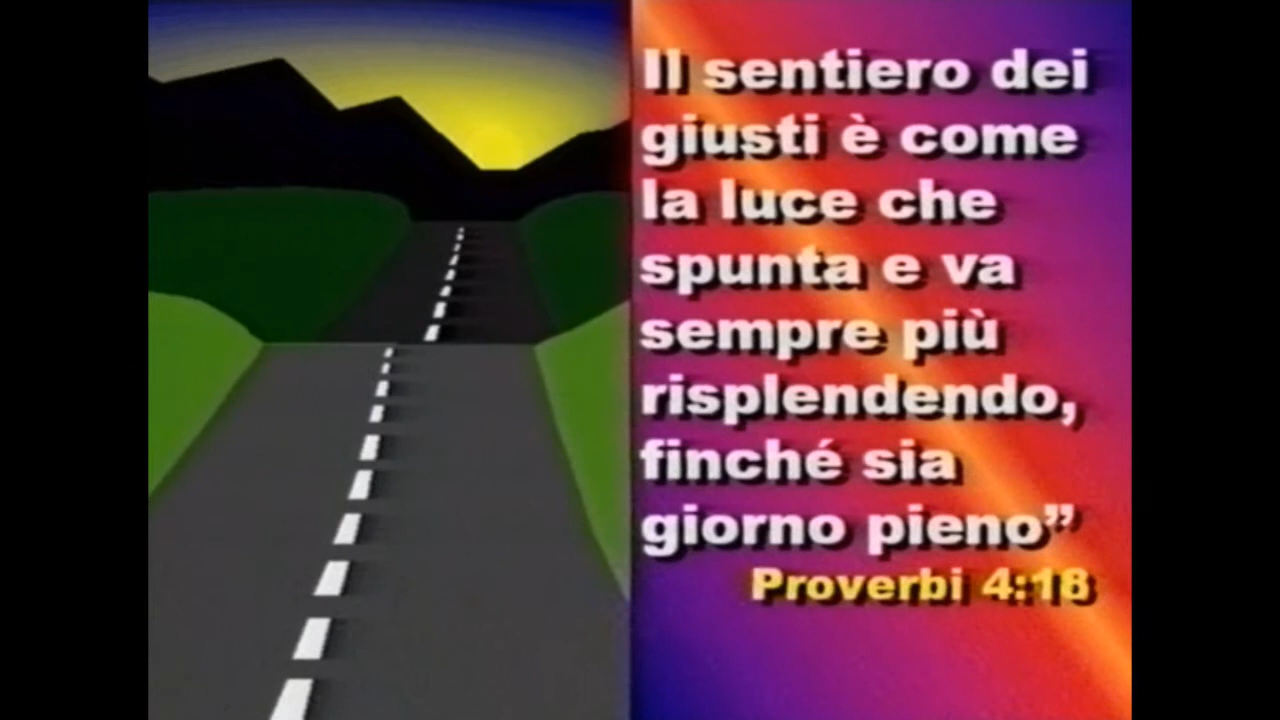 Il sentiero dei
giusti è come
la luce che
spunta e va
sempre più
risplendendo,
finché sia
giorno pieno”
Proverbi 4:18